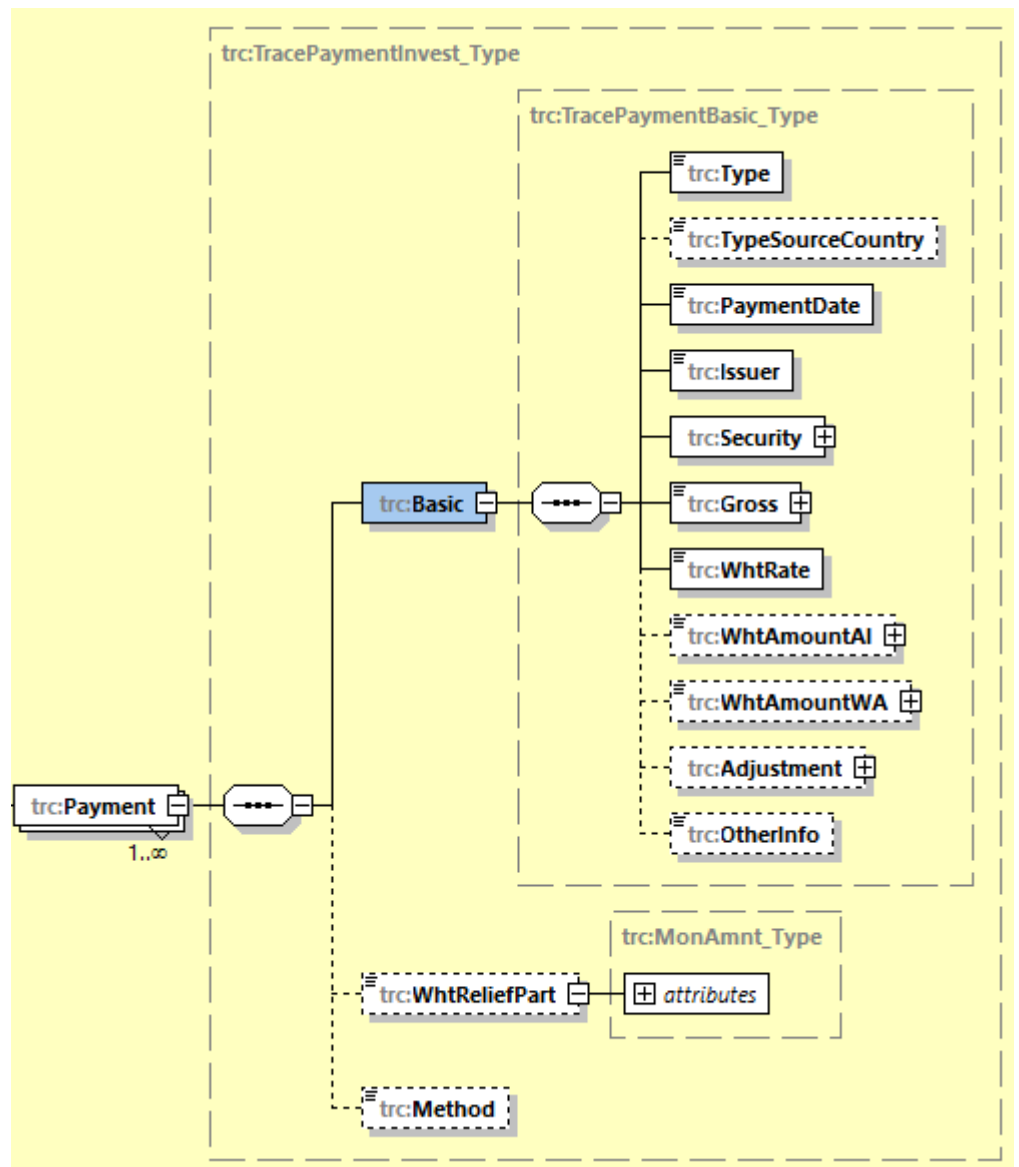 trc:TracePaymentInvest_Type
trc:TracePaymentBasic_Type
trc:Type
trc:TypeSourceCountry
trc:PaymentDate
trc:Issuer
trc:Security
trc:Basic
trc:Gross
trc:WhtRate
trc:WhtAmountAI
trc:WhtAmountWA
trc:Adjustment
trc:Payment
1..∞
trc:OtherInfo
trc:MonAmnt_Type
trc:WhtReliefPart
attributes
trc:Method